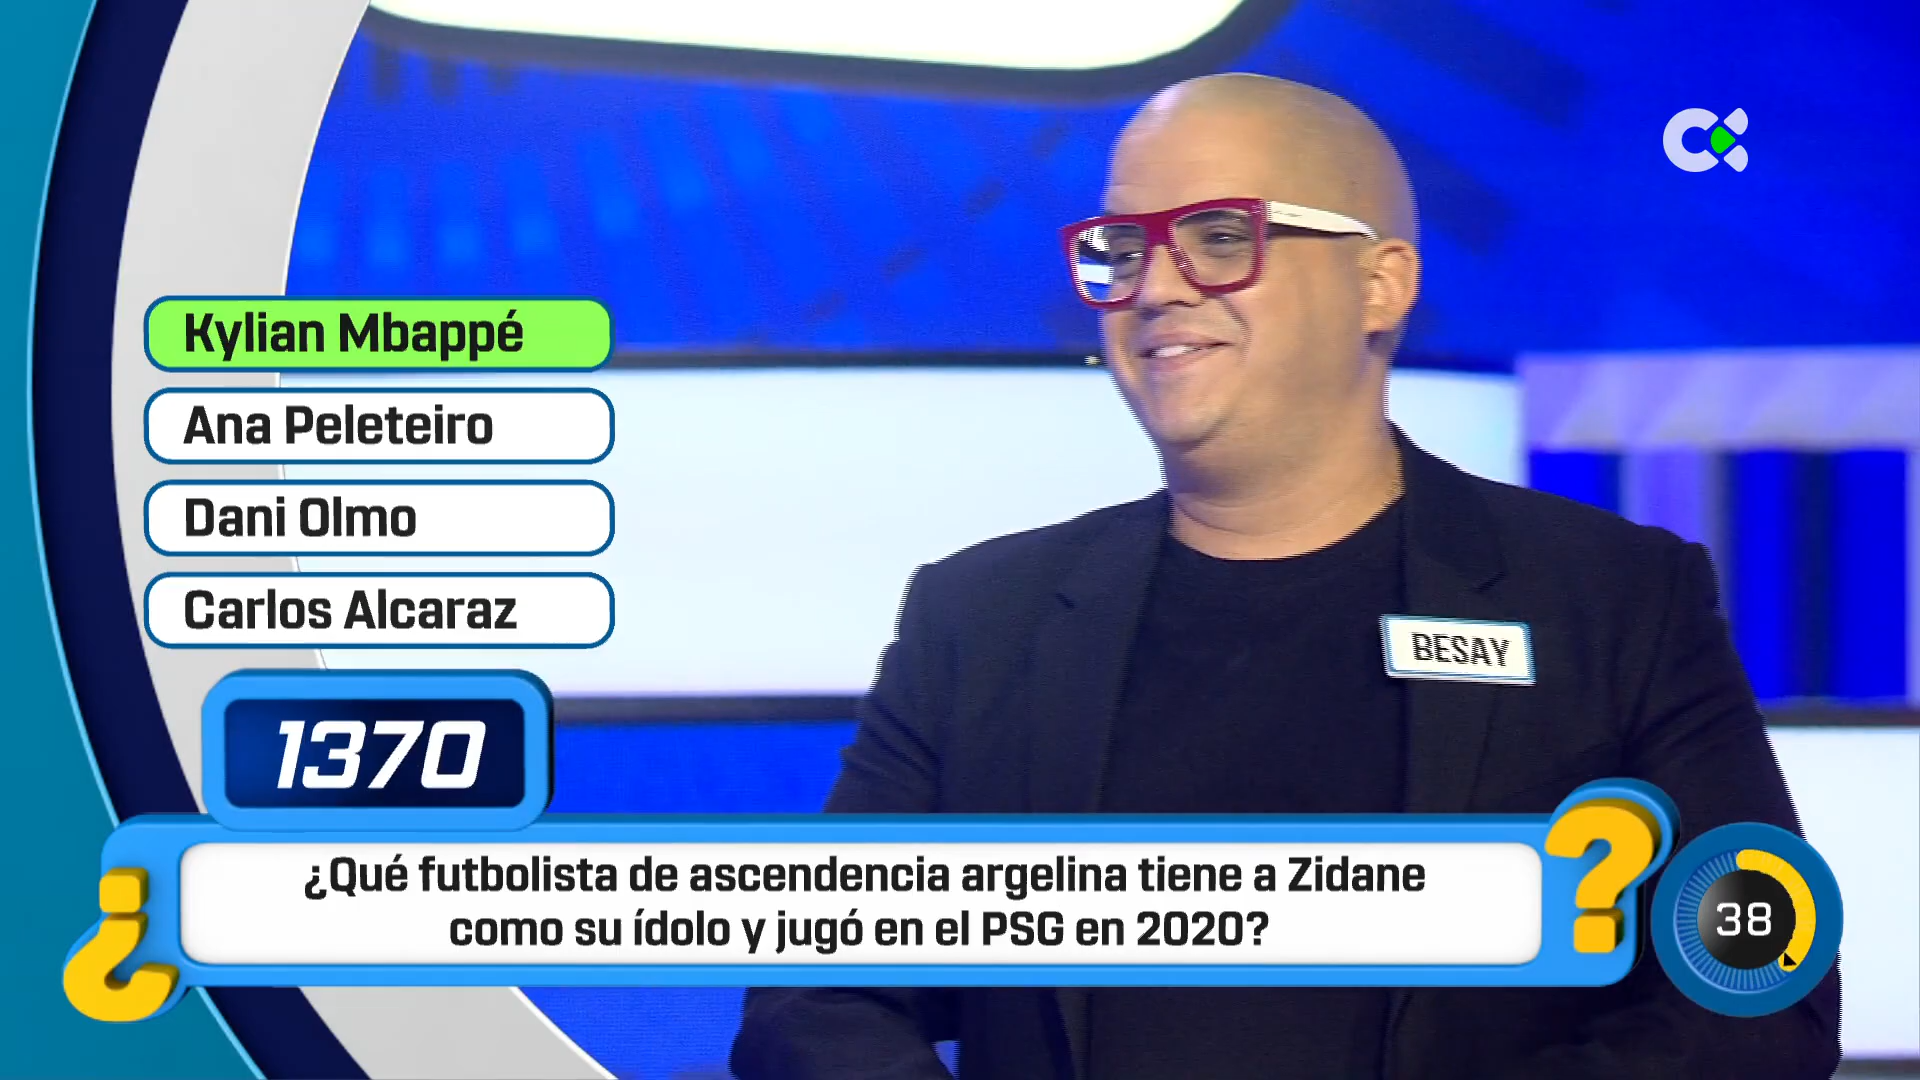 Kylian Mbappé
Ana Peleteiro
Dani Olmo
Carlos Alcaraz
BESAY
1370
¿Qué futbolista de ascendencia argelina tiene a Zidane
como su ídolo y jugó en el PSG en 2020?
38